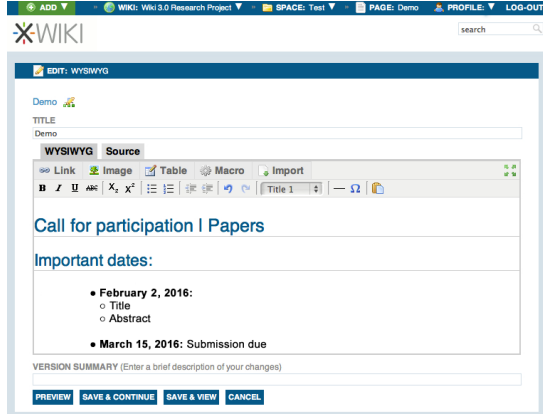 ADD WIKI: Wiki 3.0 Research Project SPACE: Test PAGE: Demo PROFILE: LOG-OUT
XWIKI
search
EDIT: WYSIWYG
Demo
TITLE
Demo
WYSIWYG Source
Link Image Table Macro Import
B I U ABC X₂ X² Title 1 — Ω
Call for participation | Papers
Important dates:
● February 2, 2016:
○ Title
○ Abstract
● March 15, 2016: Submission due
VERSION SUMMARY (Enter a brief description of your changes)
PREVIEW SAVE & CONTINUE SAVE & VIEW CANCEL